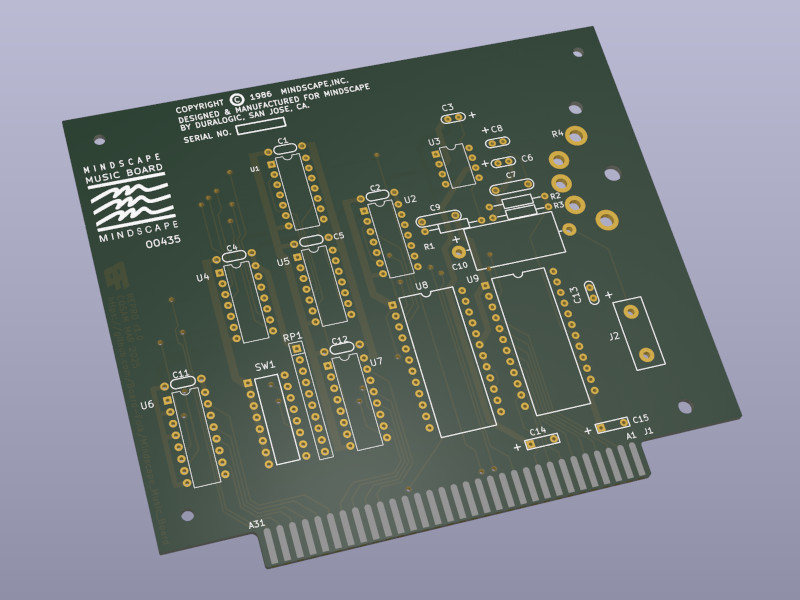 COPYRIGHT © 1986 MINDSCAPE,INC.
DESIGNED & MANUFACTURED FOR MINDSCAPE
BY DURALOGIC, SAN JOSE, CA.
SERIAL NO.
MINDSCAPE
MUSIC BOARD
MINDSCAPE
00435
C3
+
C8
+
R4
U3
C6
+
C1
U1
C7
C2
U2
R2
R3
C9
R1
C5
C4
+
C10
U5
U4
U9
U8
C13
+
J2
RP1
C12
SW1
U7
C11
U6
C15
+
C14
+
A1
J1
A31